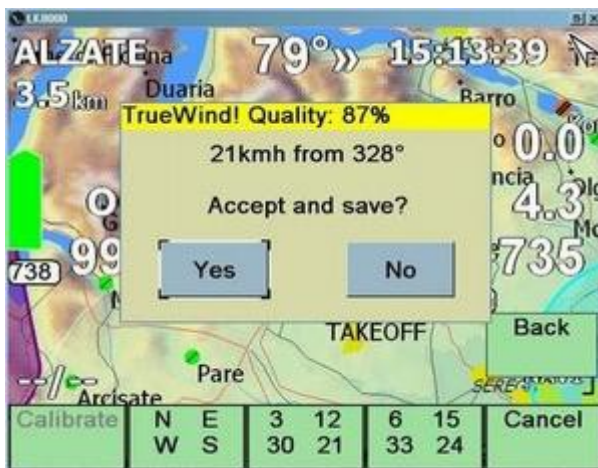 LK8000
ALZATE
79°»
15:13:39
3.5km
Duaria
Barro
TrueWind! Quality: 87%
21kmh from 328°
0.0
Accept and save?
4.3
99
Yes
No
735
738
TAKEOFF
Back
Pare
--/--
Arcisate
Calibrate
N E
3 12
6 15
Cancel
W S
30 21
33 24